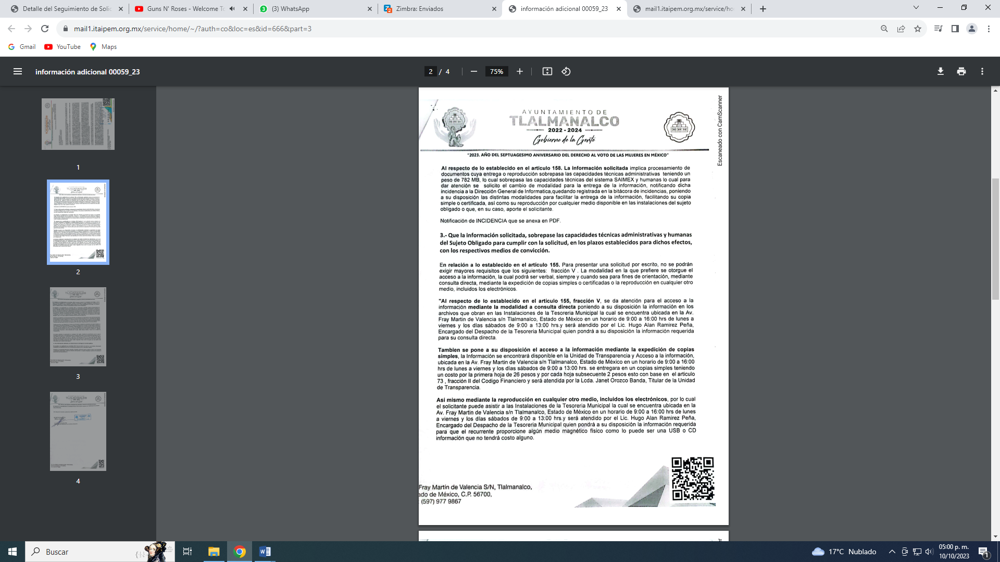 Detalle del Seguimiento de Solic
Guns N' Roses - Welcome To
(3) WhatsApp
Zimbra: Enviados
información adicional 00059_23
mail1.itaipem.org.mx/service/ho
mail1.itaipem.org.mx/service/home/~/?auth=co&loc=es&id=666&part=3
Gmail
YouTube
Maps
información adicional 00059_23
2 / 4
75%
1
2
3
4
AYUNTAMIENTO DE
TLALMANALCO
2022 - 2024
Gobierno de la Gente
Escaneado con CamScanner
"2023. AÑO DEL SEPTUAGESIMO ANIVERSARIO DEL DERECHO AL VOTO DE LAS MUJERES EN MÉXICO"
Al respecto de lo establecido en el artículo 158. La información solicitada implica procesamiento de
documentos cuya entrega o reproducción sobrepasa las capacidades técnicas administrativas teniendo un
peso de 782 MB, lo cual sobrepasa las capacidades técnicas del sistema SAIMEX y humanas lo cual para
dar atención se solicito el cambio de modalidad para la entrega de la información, notificando dicha
incidencia a la Dirección General de Informatica,quedando registrada en la bitácora de incidencias, poniendo
a su disposición las distintas modalidades para facilitar la entrega de la información, facilitando su copia
simple o certificada, así como su reproducción por cualquier medio disponible en las instalaciones del sujeto
obligado o que, en su caso, aporte el solicitante.
Notificación de INCIDENCIA que se anexa en PDF.
3.- Que la información solicitada, sobrepase las capacidades técnicas administrativas y humanas
del Sujeto Obligado para cumplir con la solicitud, en los plazos establecidos para dichos efectos,
con los respectivos medios de convicción.
En relación a lo establecido en el artículo 155. Para presentar una solicitud por escrito, no se podrán
exigir mayores requisitos que los siguientes: fracción V . La modalidad en la que prefiere se otorgue el
acceso a la información, la cual podrá ser verbal, siempre y cuando sea para fines de orientación, mediante
consulta directa, mediante la expedición de copias simples o certificadas o la reproducción en cualquier otro
medio, incluidos los electrónicos.
"Al respecto de lo establecido en el articulo 155, fracción V, se da atención para el acceso a la
información mediante la modalidad a consulta directa poniendo a su disposición la información en los
archivos que obran en las Instalaciones de la Tesoreria Municipal la cual se encuentra ubicada en la Av.
Fray Martin de Valencia s/n Tlalmanalco, Estado de México en un horario de 9:00 a 16:00 hrs de lunes a
viernes y los días sábados de 9:00 a 13:00 hrs.y será atendido por el Lic. Hugo Alan Ramirez Peña,
Encargado del Despacho de la Tesoreria Municipal quien pondrá a su disposición la información requerida
para su consulta directa.
Tambien se pone a su disposición el acceso a la información mediante la expedición de copias
simples, la Información se encontrará disponible en la Unidad de Transparencia y Acceso a la información,
ubicada en la Av. Fray Martin de Valencia s/n Tlalmanalco, Estado de México en un horario de 9:00 a 16:00
hrs de lunes a viernes y los días sábados de 9:00 a 13:00 hrs. se entregara en un copias simples teniendo
un costo por la primera hoja de 26 pesos y por cada hoja subsecuente 2 pesos esto con base en el articulo
73 , fracción II del Codigo Financiero y será atendida por la Lcda. Janet Orozco Banda, Titular de la Unidad
de Transparencia.
Asi mismo mediante la reproducción en cualquier otro medio, incluidos los electrónicos, por lo cual
el solicitante puede asistir a las Instalaciones de la Tesoreria Municipal la cual se encuentra ubicada en la
Av. Fray Martin de Valencia s/n Tlalmanalco, Estado de México en un horario de 9:00 a 16:00 hrs de lunes
a viernes y los días sábados de 9:00 a 13:00 hrs.y será atendido por el Lic. Hugo Alan Ramirez Peña,
Encargado del Despacho de la Tesoreria Municipal quien pondrá a su disposición la información requerida
para que el recurrente proporcione algún medio magnético físico como lo puede ser una USB o CD
información que no tendrá costo alguno.
Fray Martín de Valencia S/N, Tlalmanalco,
ado de México, C.P. 56700,
: (597) 977 9867
Buscar
17°C Nublado
05:00 p. m.
10/10/2023
1